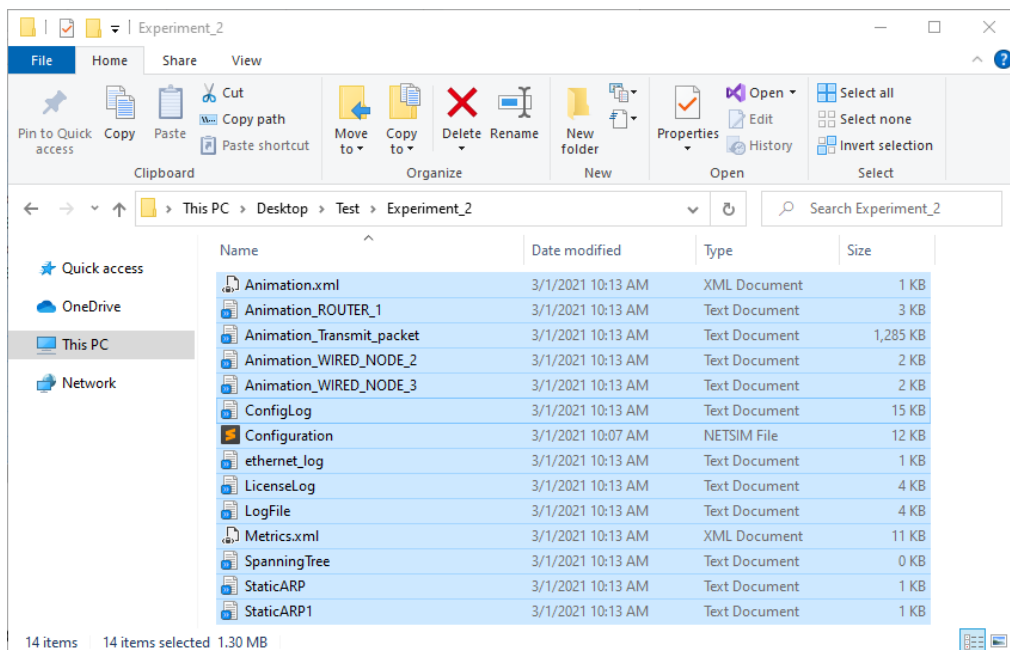 Experiment_2
File Home Share View
Pin to Quick access
Copy
Paste
Cut
Copy path
Paste shortcut
Clipboard
Move to
Copy to
Delete
Rename
Organize
New folder
New
Properties
Open
Edit
History
Open
Select all
Select none
Invert selection
Select
This PC > Desktop > Test > Experiment_2
Search Experiment_2
Quick access
OneDrive
This PC
Network
Name Date modified Type Size
Animation.xml 3/1/2021 10:13 AM XML Document 1 KB
Animation_ROUTER_1 3/1/2021 10:13 AM Text Document 3 KB
Animation_Transmit_packet 3/1/2021 10:13 AM Text Document 1,285 KB
Animation_WIRED_NODE_2 3/1/2021 10:13 AM Text Document 2 KB
Animation_WIRED_NODE_3 3/1/2021 10:13 AM Text Document 2 KB
ConfigLog 3/1/2021 10:13 AM Text Document 15 KB
Configuration 3/1/2021 10:07 AM NETSIM File 12 KB
ethernet_log 3/1/2021 10:13 AM Text Document 1 KB
LicenseLog 3/1/2021 10:13 AM Text Document 4 KB
LogFile 3/1/2021 10:13 AM Text Document 4 KB
Metrics.xml 3/1/2021 10:13 AM XML Document 11 KB
SpanningTree 3/1/2021 10:13 AM Text Document 0 KB
StaticARP 3/1/2021 10:13 AM Text Document 1 KB
StaticARP1 3/1/2021 10:13 AM Text Document 1 KB
14 items 14 items selected 1.30 MB